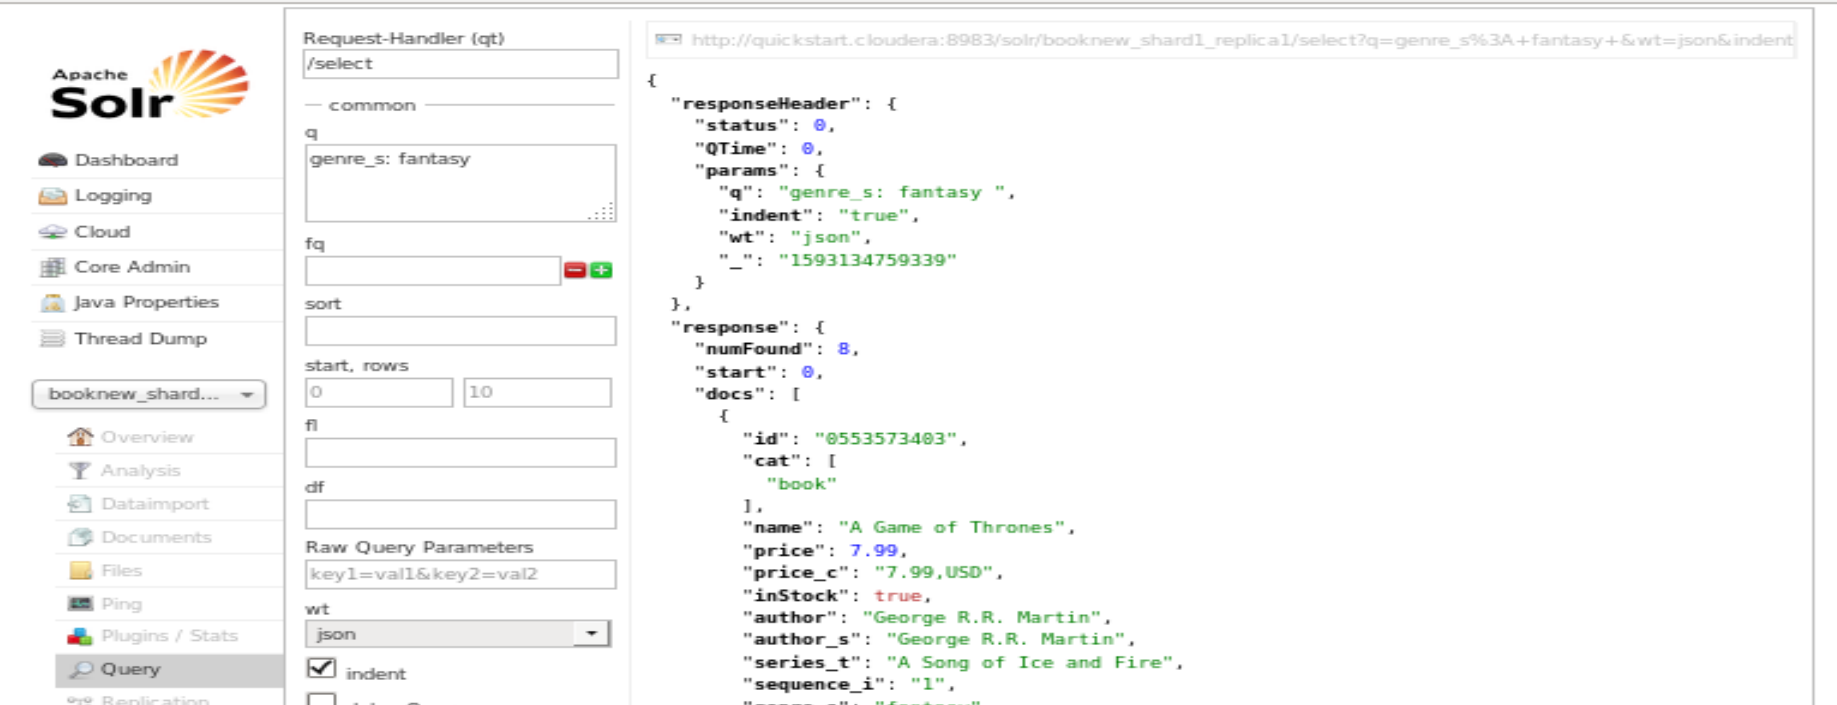 Apache
Solr
Dashboard
Logging
Cloud
Core Admin
Java Properties
Thread Dump
booknew_shard...
Overview
Analysis
Dataimport
Documents
Files
Ping
Plugins / Stats
Query
Replication
Request-Handler (qt)
/select
common
q
genre_s: fantasy
fq
sort
start, rows
0 10
fl
df
Raw Query Parameters
key1=val1&key2=val2
wt
json
indent
http://quickstart.cloudera:8983/solr/booknew_shard1_replica1/select?q=genre_s%3A+fantasy+&wt=json&indent
{
"responseHeader": {
"status": 0,
"QTime": 0,
"params": {
"q": "genre_s: fantasy ",
"indent": "true",
"wt": "json",
"_": "1593134759339"
}
},
"response": {
"numFound": 8,
"start": 0,
"docs": [
{
"id": "0553573403",
"cat": [
"book"
],
"name": "A Game of Thrones",
"price": 7.99,
"price_c": "7.99,USD",
"inStock": true,
"author": "George R.R. Martin",
"author_s": "George R.R. Martin",
"series_t": "A Song of Ice and Fire",
"sequence_i": "1",